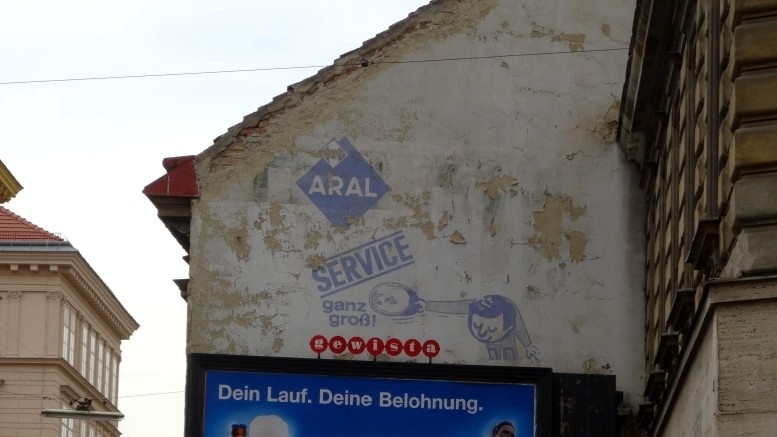 ARAL
SERVICE
ganz
groß!
gewista
Dein Lauf. Deine Belohnung.